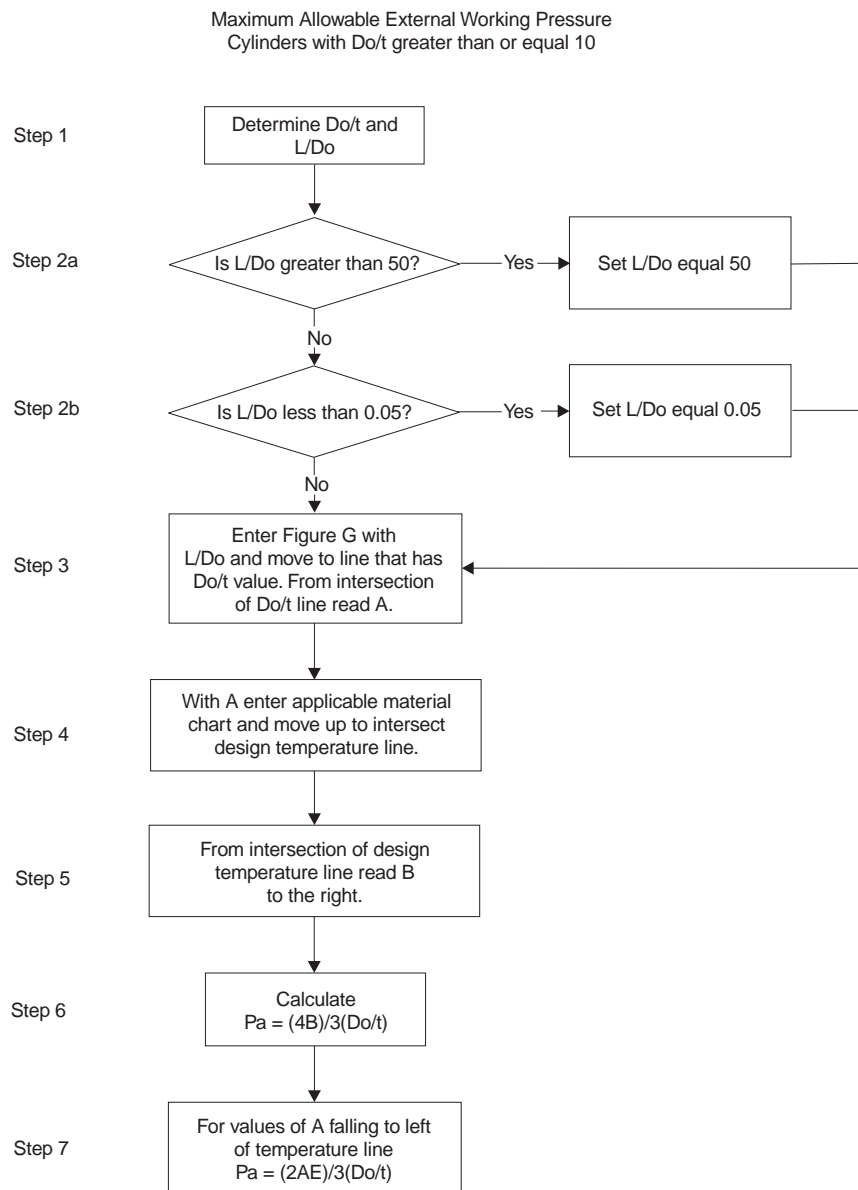 Maximum Allowable External Working Pressure
Cylinders with Do/t greater than or equal 10
Step 1
Determine Do/t and
L/Do
Step 2a
Is L/Do greater than 50?
Yes
Set L/Do equal 50
No
Step 2b
Is L/Do less than 0.05?
Yes
Set L/Do equal 0.05
No
Step 3
Enter Figure G with
L/Do and move to line that has
Do/t value. From intersection
of Do/t line read A.
Step 4
With A enter applicable material
chart and move up to intersect
design temperature line.
Step 5
From intersection of design
temperature line read B
to the right.
Step 6
Calculate
Pa = (4B)/3(Do/t)
Step 7
For values of A falling to left
of temperature line
Pa = (2AE)/3(Do/t)